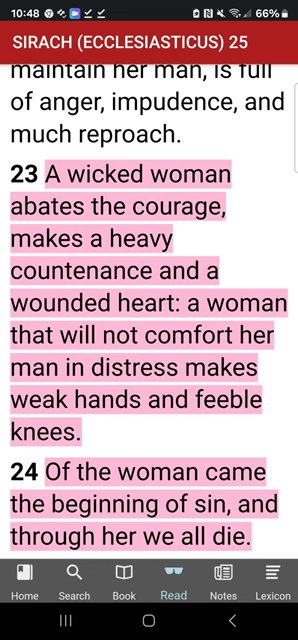 10:48 66%
SIRACH (ECCLESIASTICUS) 25
maintain her man, is full
of anger, impudence, and
much reproach.
23 A wicked woman
abates the courage,
makes a heavy
countenance and a
wounded heart: a woman
that will not comfort her
man in distress makes
weak hands and feeble
knees.
24 Of the woman came
the beginning of sin, and
through her we all die.
Home Search Book Read Notes Lexicon